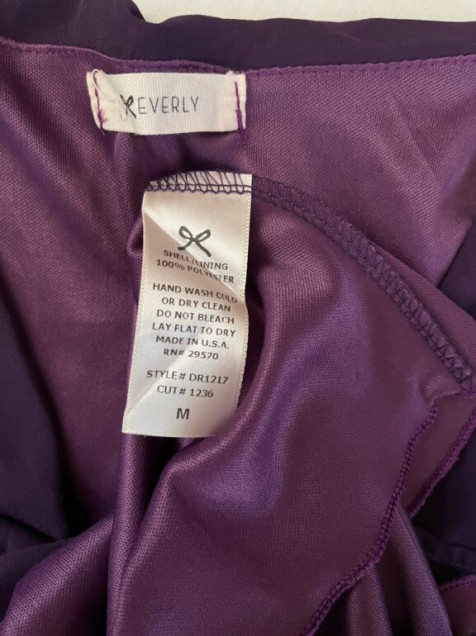 EVERLY
SHELL/LINING
100% POLYESTER
HAND WASH COLD
OR DRY CLEAN
DO NOT BLEACH
LAY FLAT TO DRY
MADE IN U.S.A.
RN# 29570
STYLE# DR1217
CUT# 1236
M